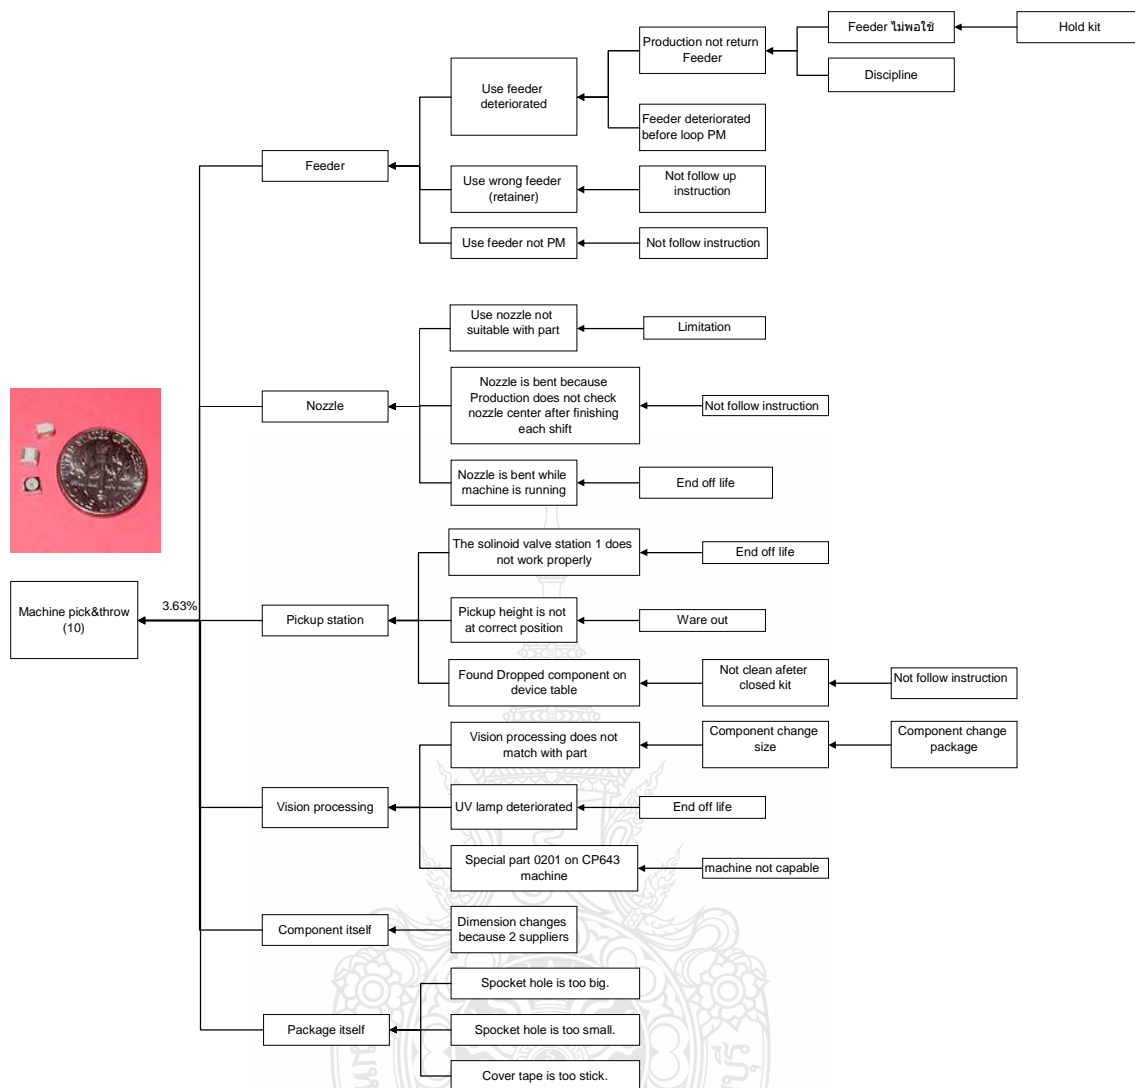 Feeder ไม่พอใช้
Hold kit
Production not return
Feeder
Discipline
Use feeder
deteriorated
Feeder deteriorated
before loop PM
Feeder
Use wrong feeder
(retainer)
Not follow up
instruction
Use feeder not PM
Not follow instruction
Use nozzle not
suitable with part
Limitation
Nozzle
Nozzle is bent because
Production does not check
nozzle center after finishing
each shift
Not follow instruction
Nozzle is bent while
machine is running
End off life
The solinoid valve station 1 does
not work properly
End off life
Machine pick&throw
(10)
3.63%
Pickup station
Pickup height is not
at correct position
Ware out
Found Dropped component on
device table
Not clean afeter
closed kit
Not follow instruction
Vision processing does not
match with part
Component change
size
Component change
package
Vision processing
UV lamp deteriorated
End off life
Special part 0201 on CP643
machine
machine not capable
Component itself
Dimension changes
because 2 suppliers
Spocket hole is too big.
Package itself
Spocket hole is too small.
Cover tape is too stick.